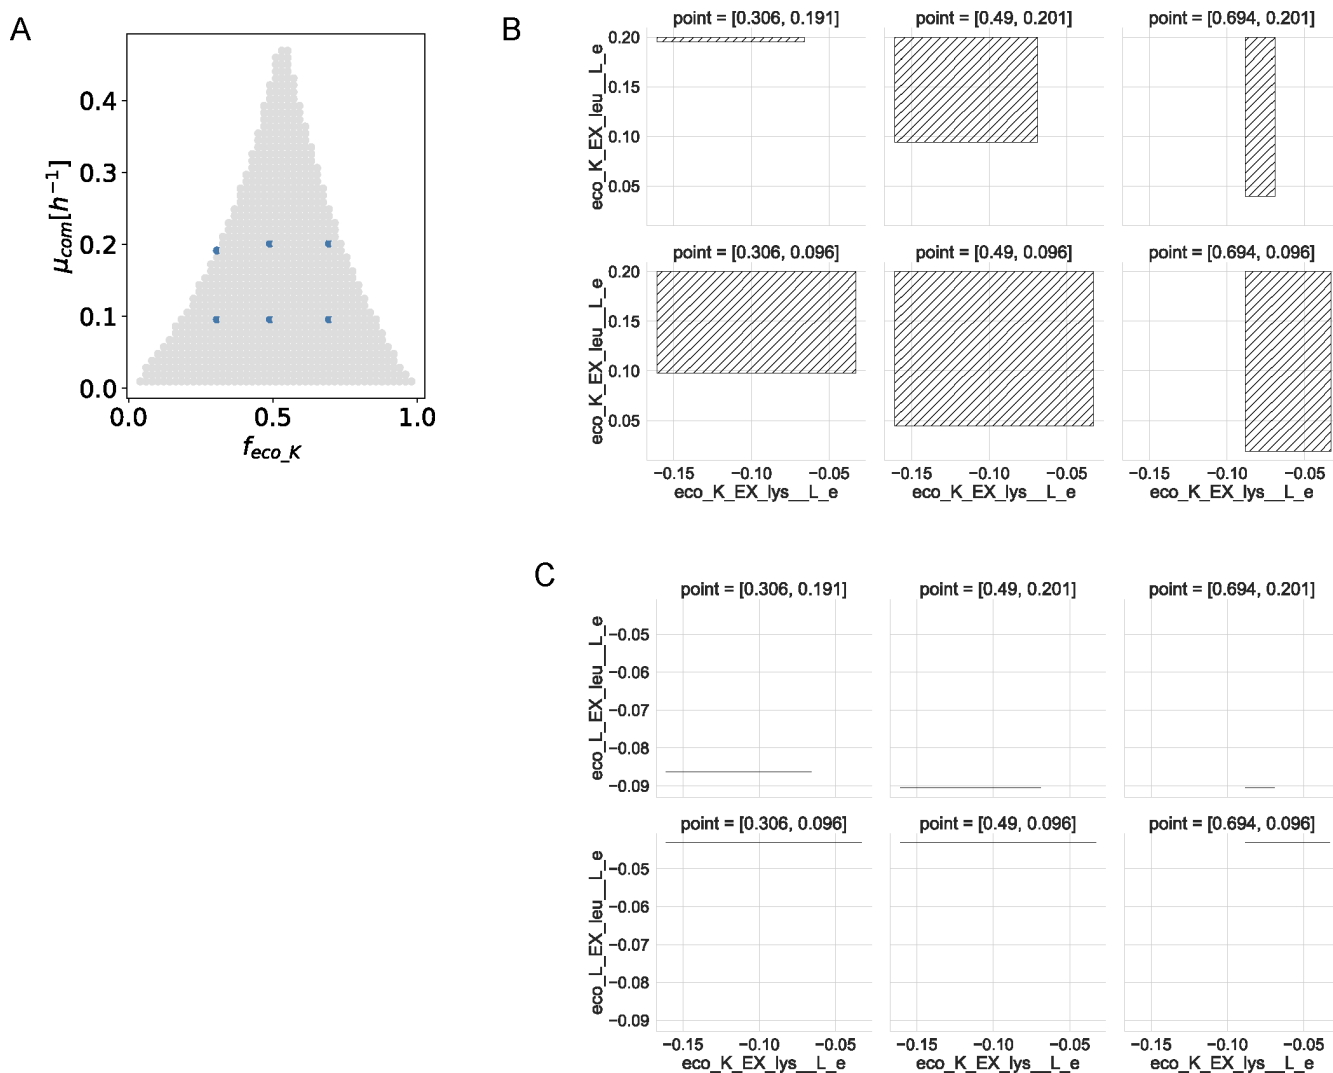 A
0.4
0.3
0.2
0.1
0.0
μcom[h−1]
0.0 0.5 1.0
feco_K
B
point = [0.306, 0.191] point = [0.49, 0.201] point = [0.694, 0.201]
0.20
0.15
0.10
0.05
eco_K_EX_leu__L_e
point = [0.306, 0.096] point = [0.49, 0.096] point = [0.694, 0.096]
0.20
0.15
0.10
0.05
eco_K_EX_leu__L_e
−0.15 −0.10 −0.05 −0.15 −0.10 −0.05 −0.15 −0.10 −0.05
eco_K_EX_lys__L_e eco_K_EX_lys__L_e eco_K_EX_lys__L_e
C
point = [0.306, 0.191] point = [0.49, 0.201] point = [0.694, 0.201]
−0.05
−0.06
−0.07
−0.08
−0.09
eco_L_EX_leu__L_e
point = [0.306, 0.096] point = [0.49, 0.096] point = [0.694, 0.096]
−0.05
−0.06
−0.07
−0.08
−0.09
eco_L_EX_leu__L_e
−0.15 −0.10 −0.05 −0.15 −0.10 −0.05 −0.15 −0.10 −0.05
eco_K_EX_lys__L_e eco_K_EX_lys__L_e eco_K_EX_lys__L_e